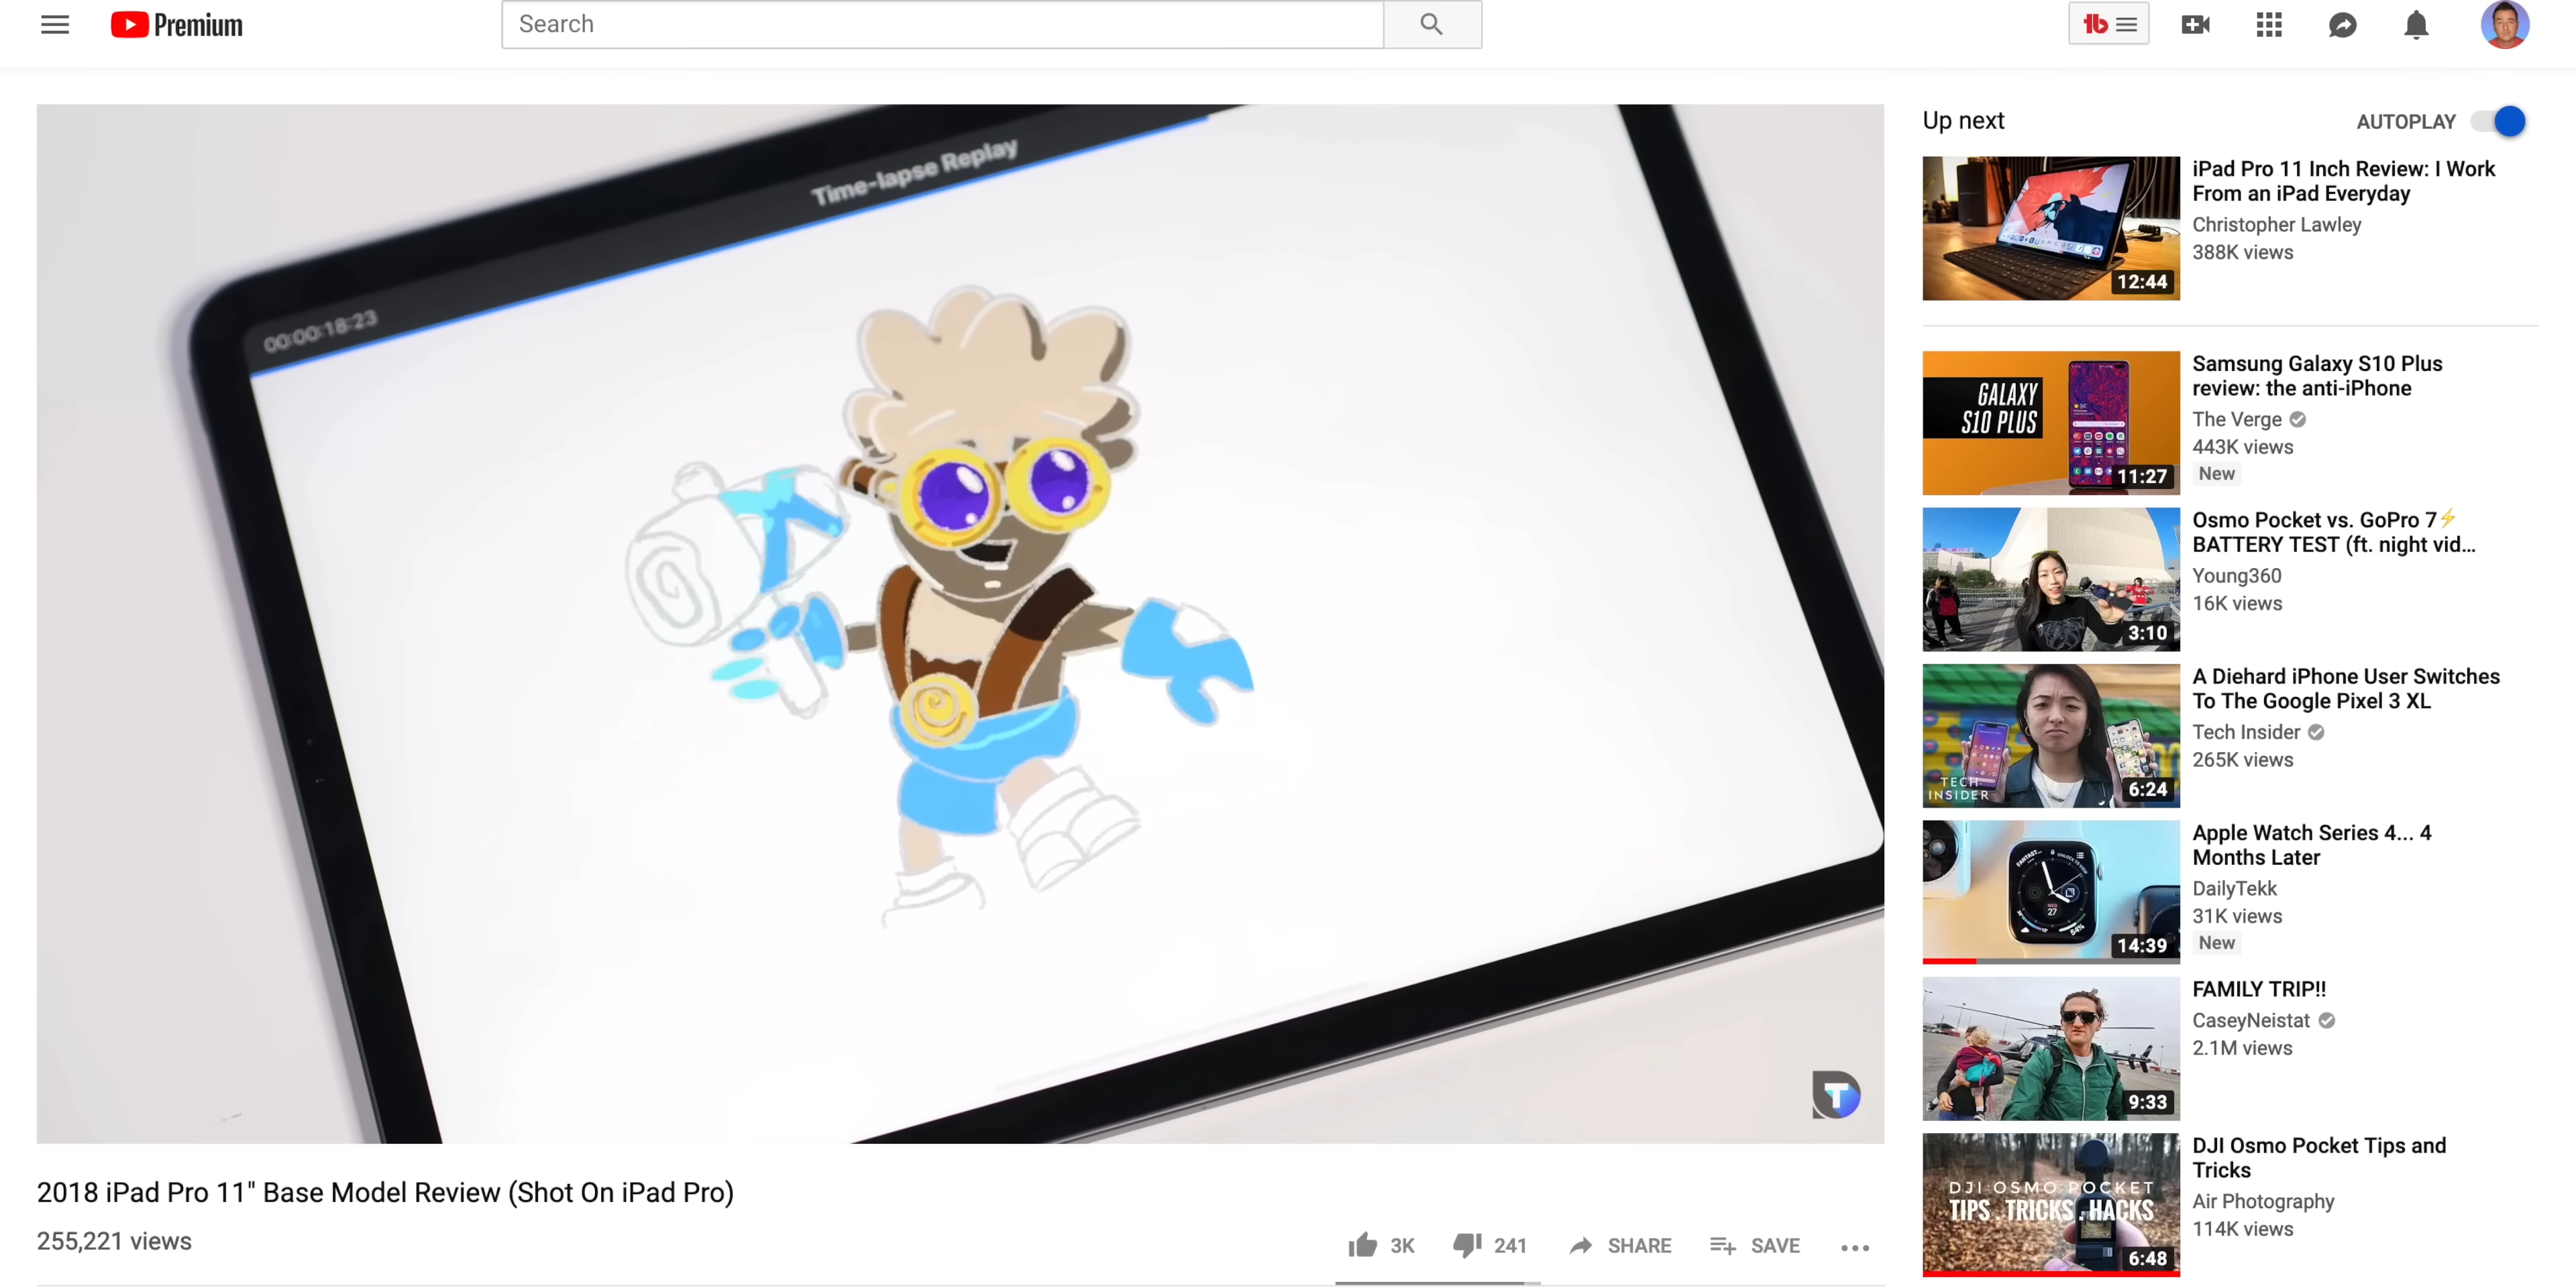 Premium
Search
Time-lapse Replay
00:00:18:23
T
2018 iPad Pro 11" Base Model Review (Shot On iPad Pro)
255,221 views
3K
241
SHARE
SAVE
Up next
AUTOPLAY
12:44
iPad Pro 11 Inch Review: I Work
From an iPad Everyday
Christopher Lawley
388K views
GALAXY
S10 PLUS
11:27
Samsung Galaxy S10 Plus
review: the anti-iPhone
The Verge
443K views
New
3:10
Osmo Pocket vs. GoPro 7⚡
BATTERY TEST (ft. night vid...
Young360
16K views
TECH
INSIDER
6:24
A Diehard iPhone User Switches
To The Google Pixel 3 XL
Tech Insider
265K views
14:39
Apple Watch Series 4... 4
Months Later
DailyTekk
31K views
New
9:33
FAMILY TRIP!!
CaseyNeistat
2.1M views
DJI OSMO POCKET
TIPS . TRICKS . HACKS
6:48
DJI Osmo Pocket Tips and
Tricks
Air Photography
114K views